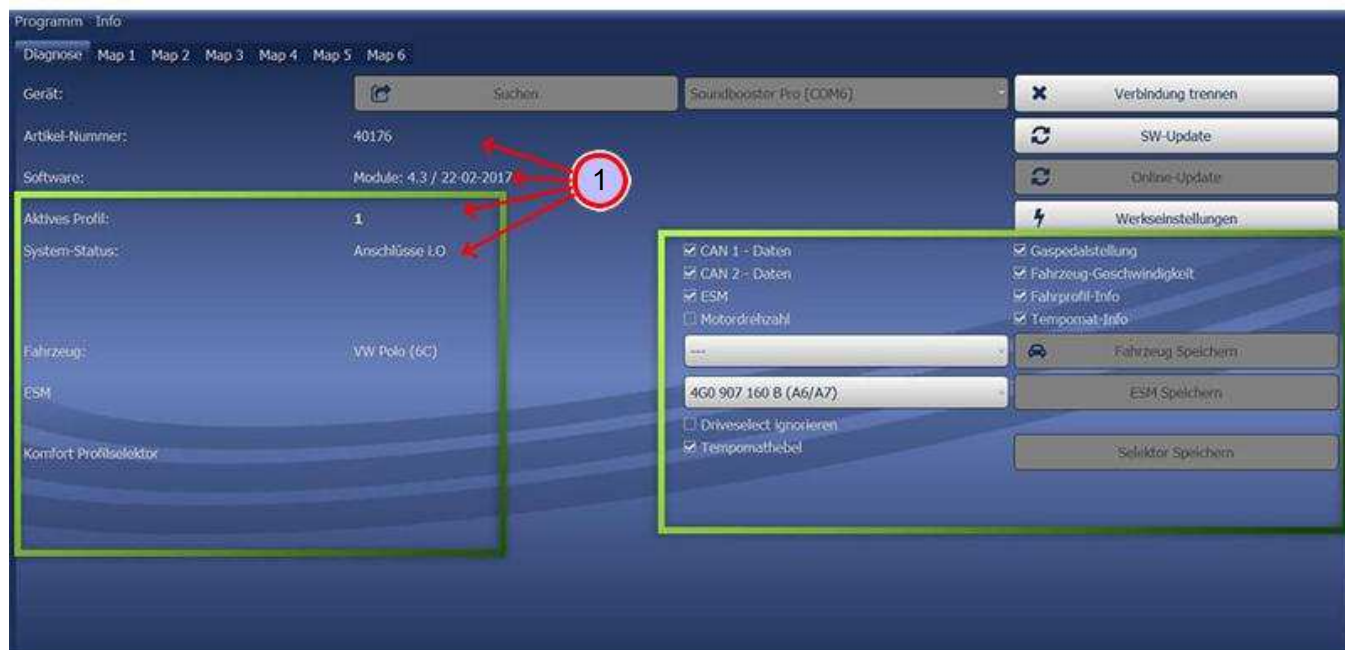 Programm Info
Diagnose Map 1 Map 2 Map 3 Map 4 Map 5 Map 6
Gerät: Suchen Soundbooster Pro [COM6] Verbindung trennen
Artikel-Nummer: 40176 SW-Update
Software: Module: 4.3 / 22-02-2017 1 Online-Update
Aktives Profil: 1 Werkseinstellungen
System-Status: Anschlüsse i.O CAN 1 - Daten Gaspedalstellung
CAN 2 - Daten Fahrzeug-Geschwindigkeit
ESM Fahrprofil-Info
Motordrehzahl Tempomat-Info
Fahrzeug: VW Polo (6C) --- Fahrzeug Speichern
ESM 4G0 907 160 B (A6/A7) ESM Speichern
Driveselect ignorieren
Komfort Profilselektor Tempomathebel Selektor Speichern